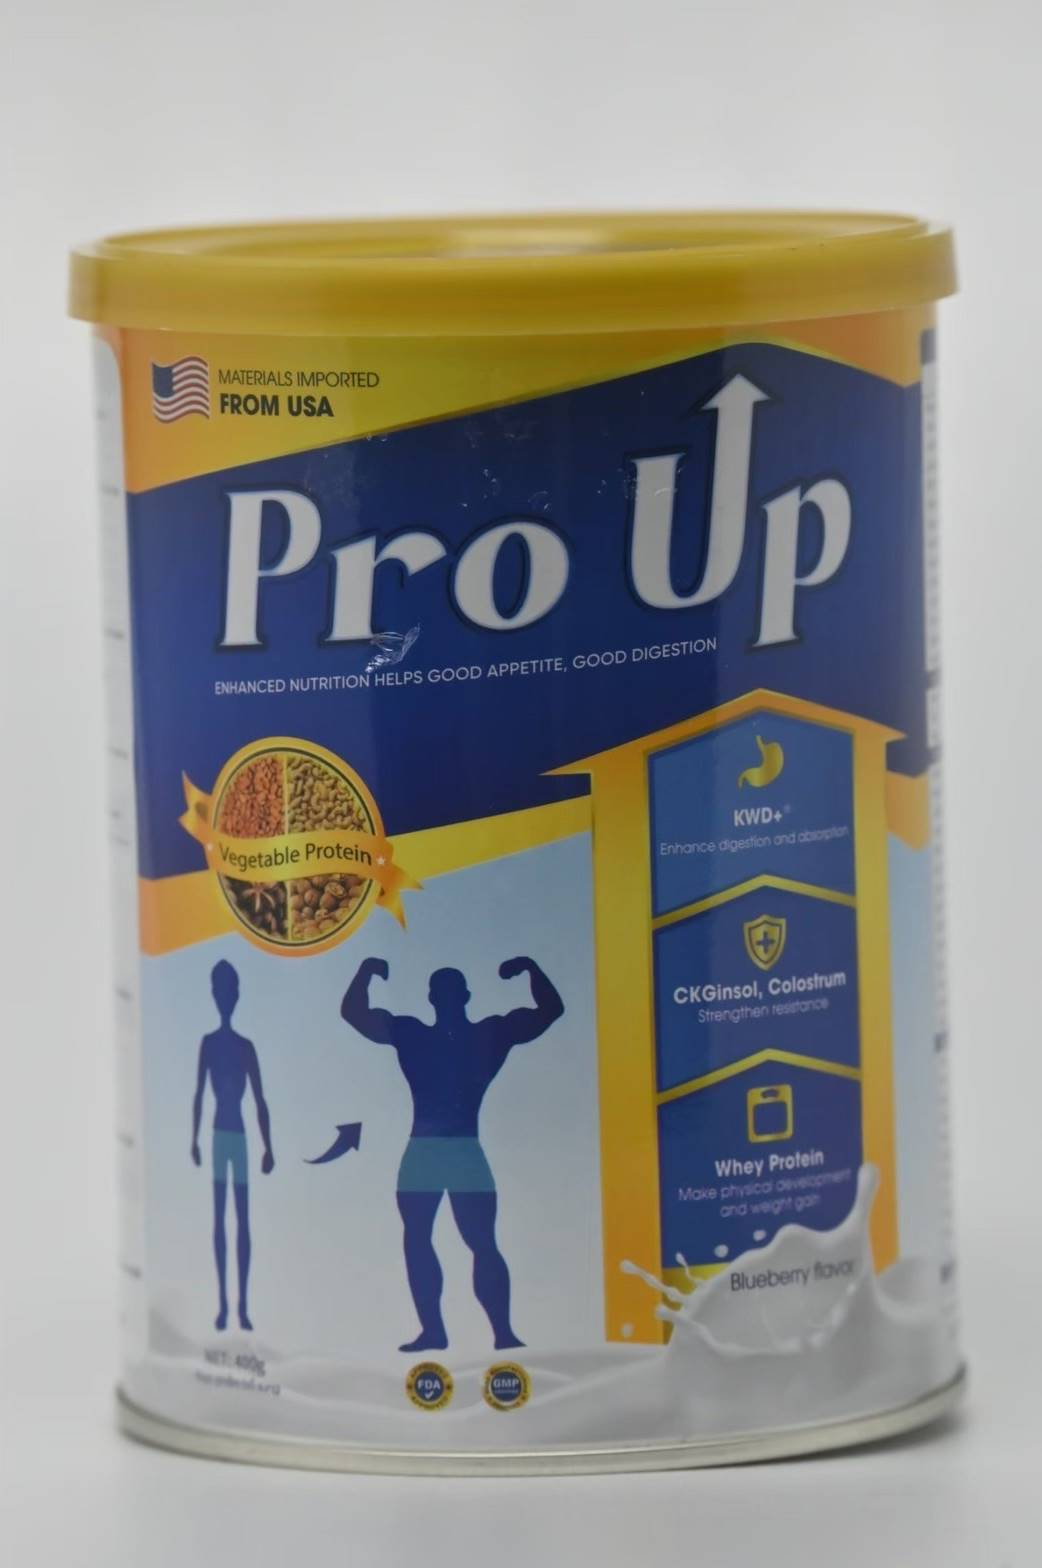 MATERIALS IMPORTED
FROM USA
Pro Up
ENHANCED NUTRITION HELPS GOOD APPETITE, GOOD DIGESTION
Vegetable Protein
KWD+
Enhance digestion and absorption
CKGinsol, Colostrum
Strengthen resistance
Whey Protein
Make physical development
and weight gain
Blueberry flavor
NET: 400g
FDA
GMP